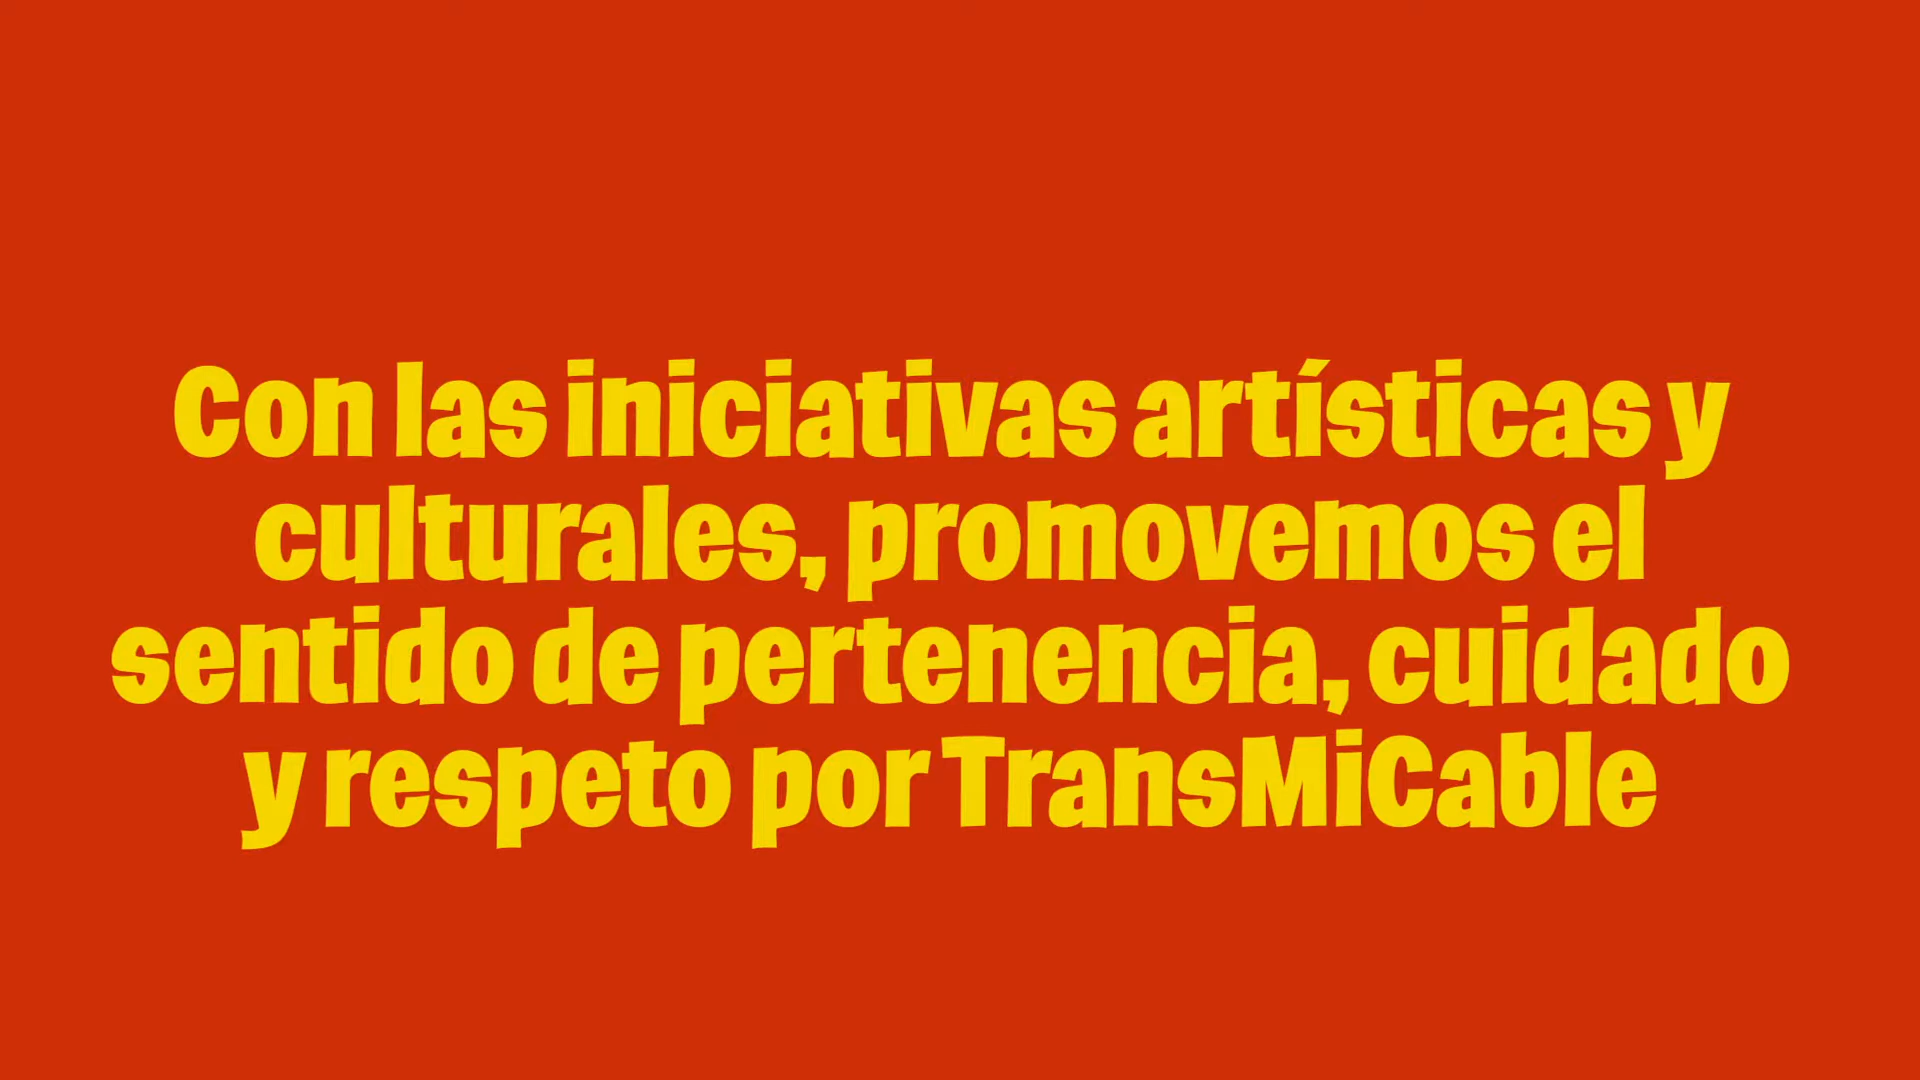 Con las iniciativas artísticas y
culturales, promovemos el
sentido de pertenencia, cuidado
y respeto por TransMiCable